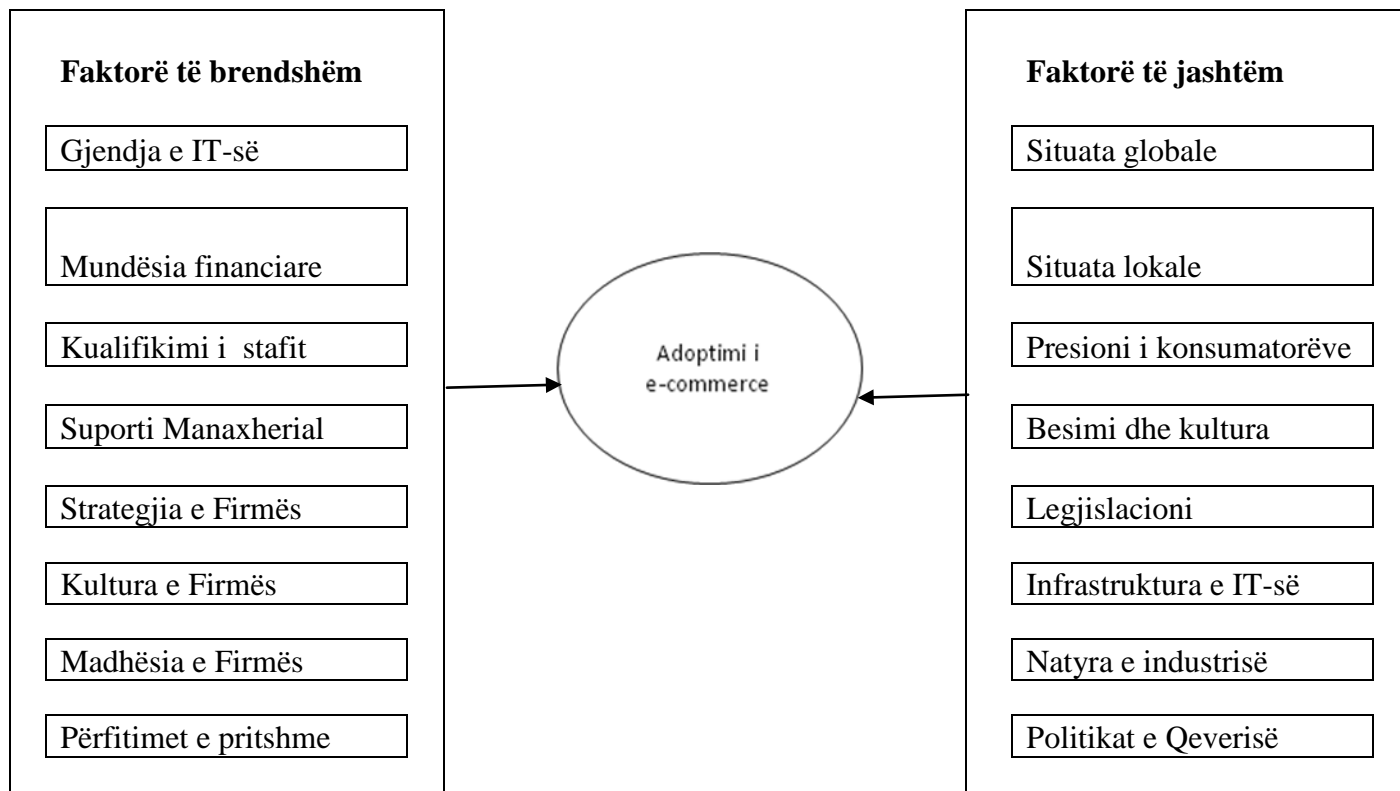 Faktorë të brendshëm
Gjendja e IT-së
Mundësia financiare
Kualifikimi i  stafit
Suporti Manaxherial
Strategjia e Firmës
Kultura e Firmës
Madhësia e Firmës
Përfitimet e pritshme
Adoptimi i
e-commerce
Faktorë të jashtëm
Situata globale
Situata lokale
Presioni i konsumatorëve
Besimi dhe kultura
Legjislacioni
Infrastruktura e IT-së
Natyra e industrisë
Politikat e Qeverisë